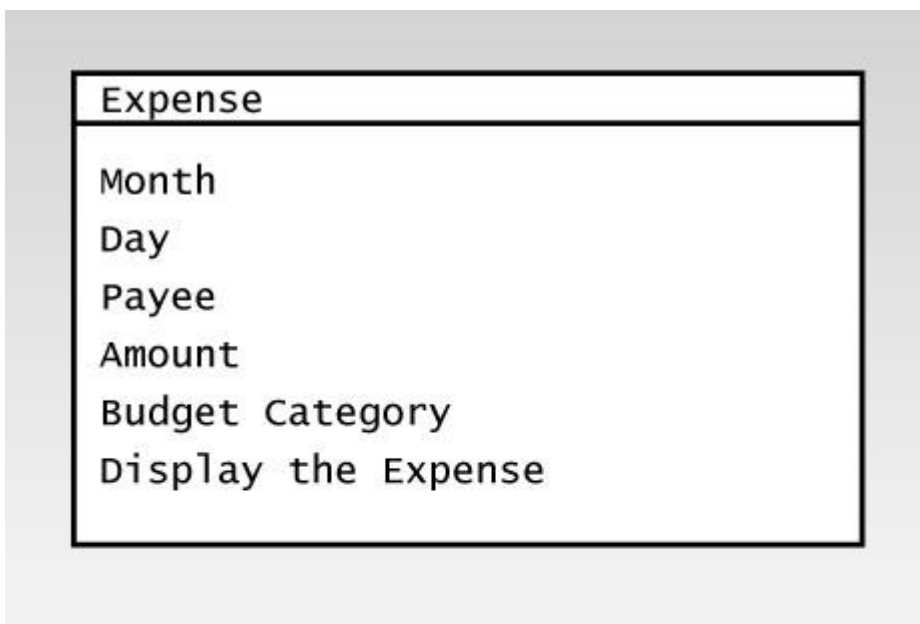 Expense
Month
Day
Payee
Amount
Budget Category
Display the Expense